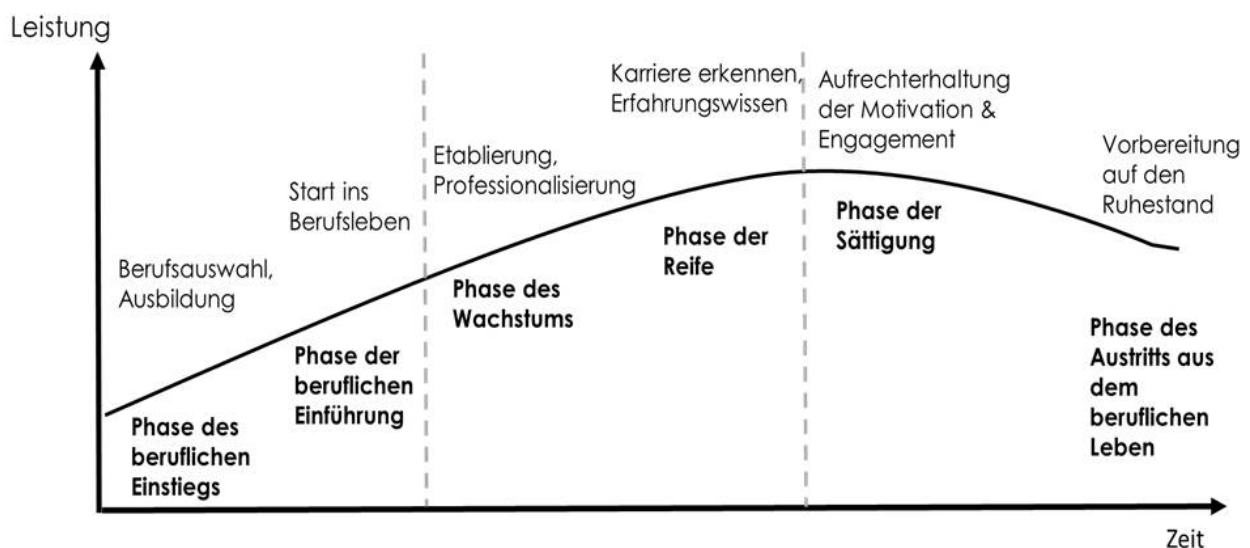 Leistung
Karriere erkennen,
Erfahrungswissen
Aufrechterhaltung
der Motivation &
Engagement
Etablierung,
Professionalisierung
Vorbereitung
auf den
Ruhestand
Start ins
Berufsleben
Berufsauswahl,
Ausbildung
Phase des
beruflichen
Einstiegs
Phase der
beruflichen
Einführung
Phase des
Wachstums
Phase der
Reife
Phase der
Sättigung
Phase des
Austritts aus
dem
beruflichen
Leben
Zeit